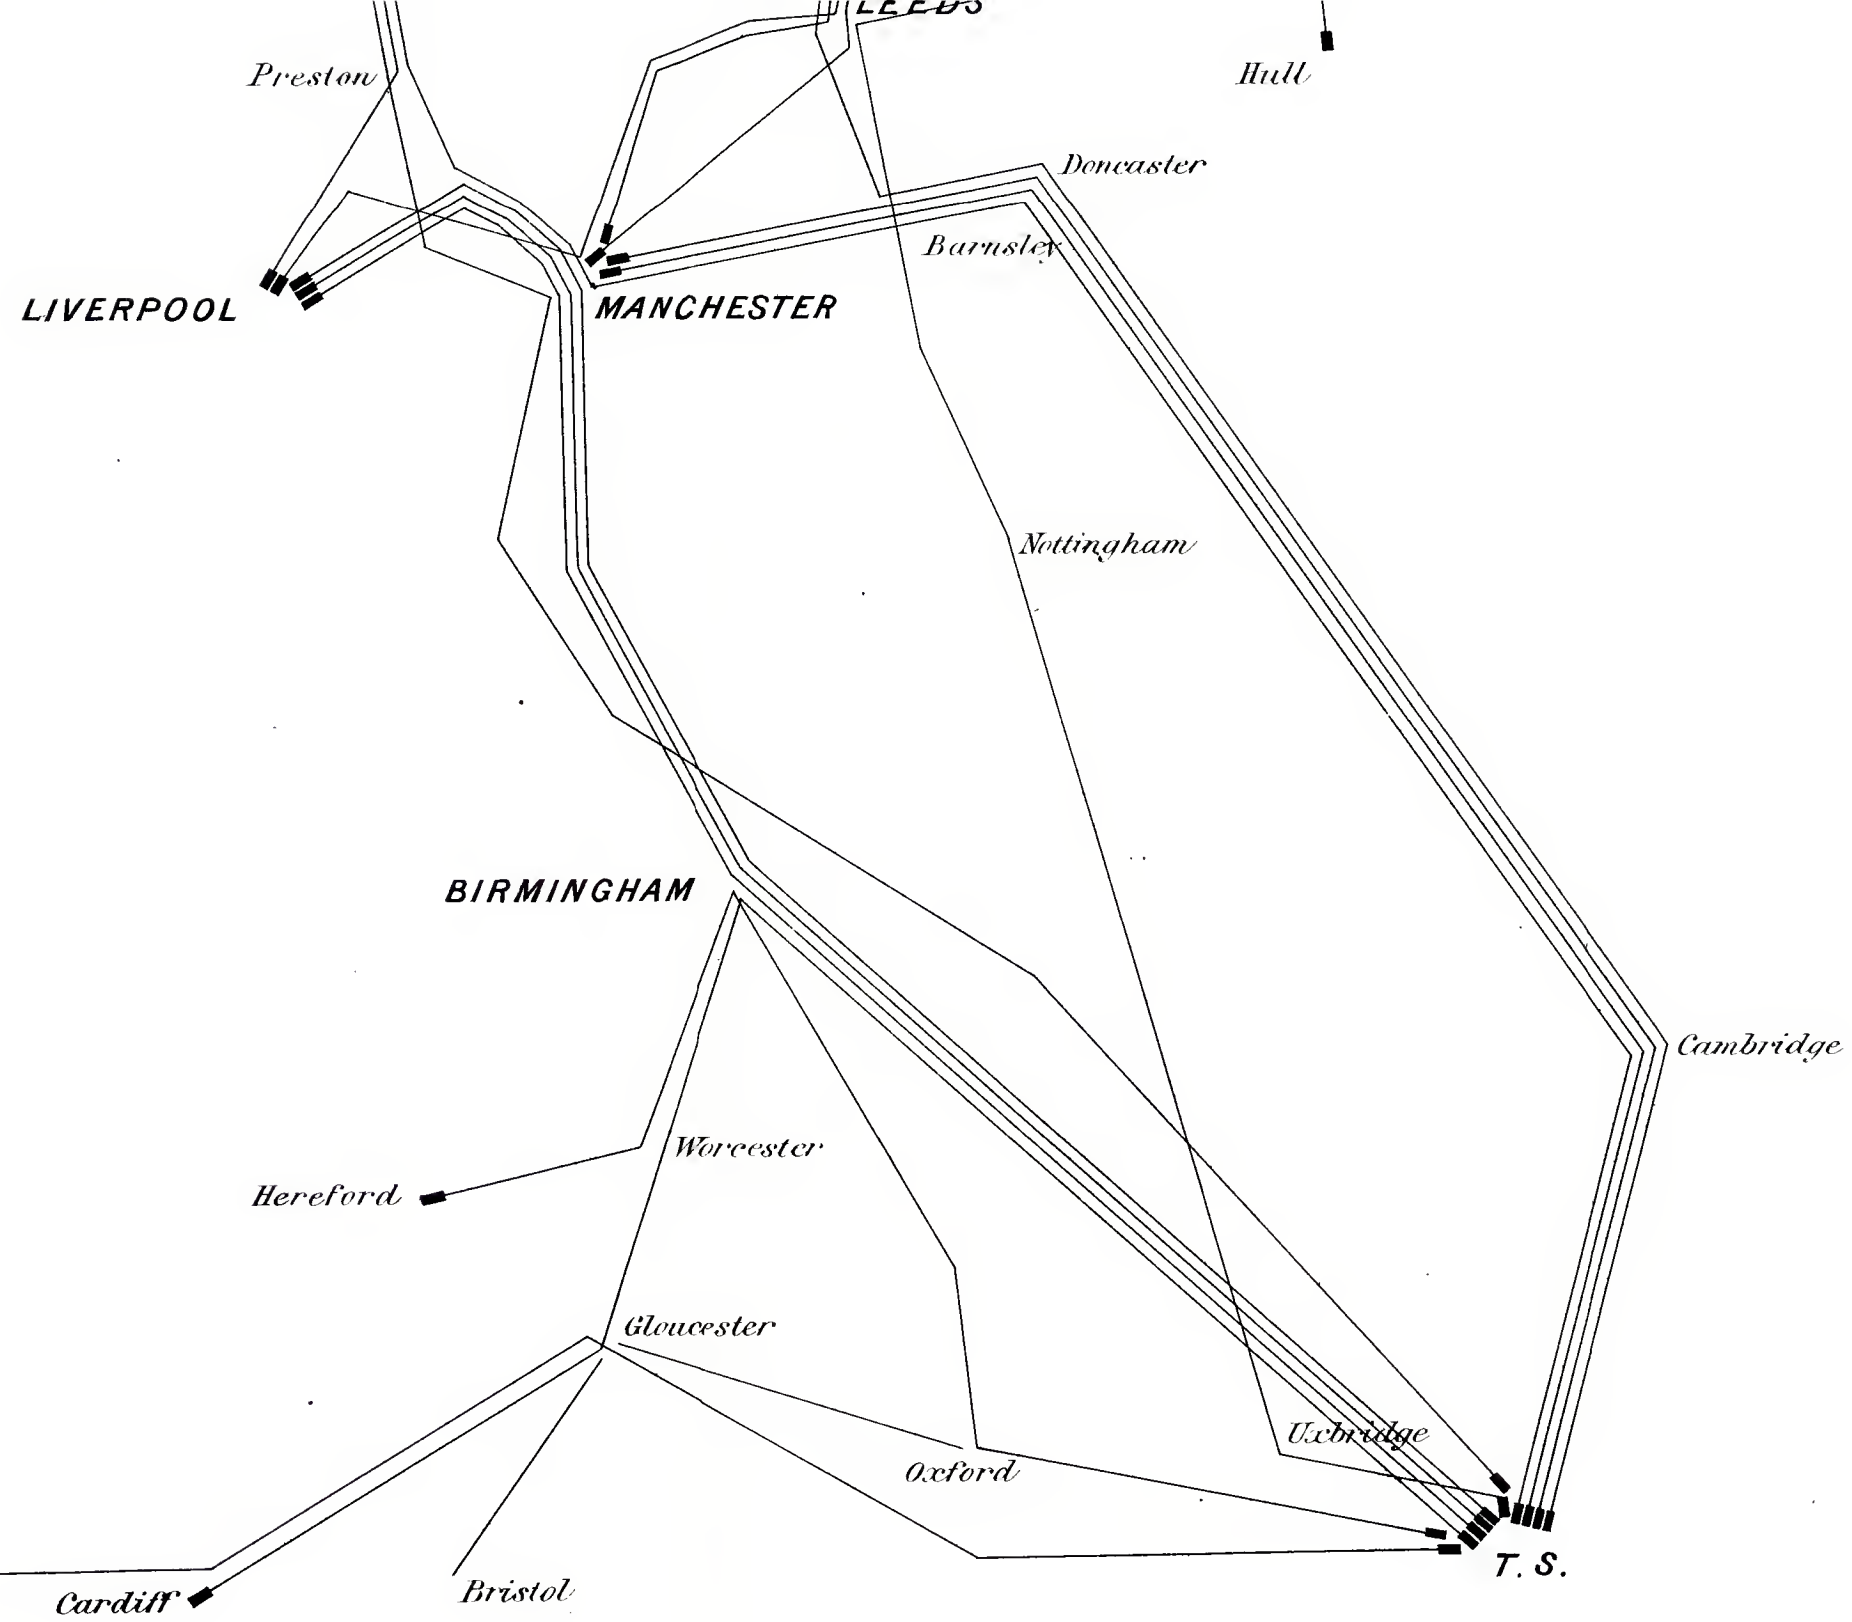 LEEDS
Preston
Hull
Doncaster
Barnsley
LIVERPOOL
MANCHESTER
Nottingham
BIRMINGHAM
Cambridge
Worcester
Hereford
Gloucester
Uxbridge
Oxford
T. S.
Cardiff
Bristol